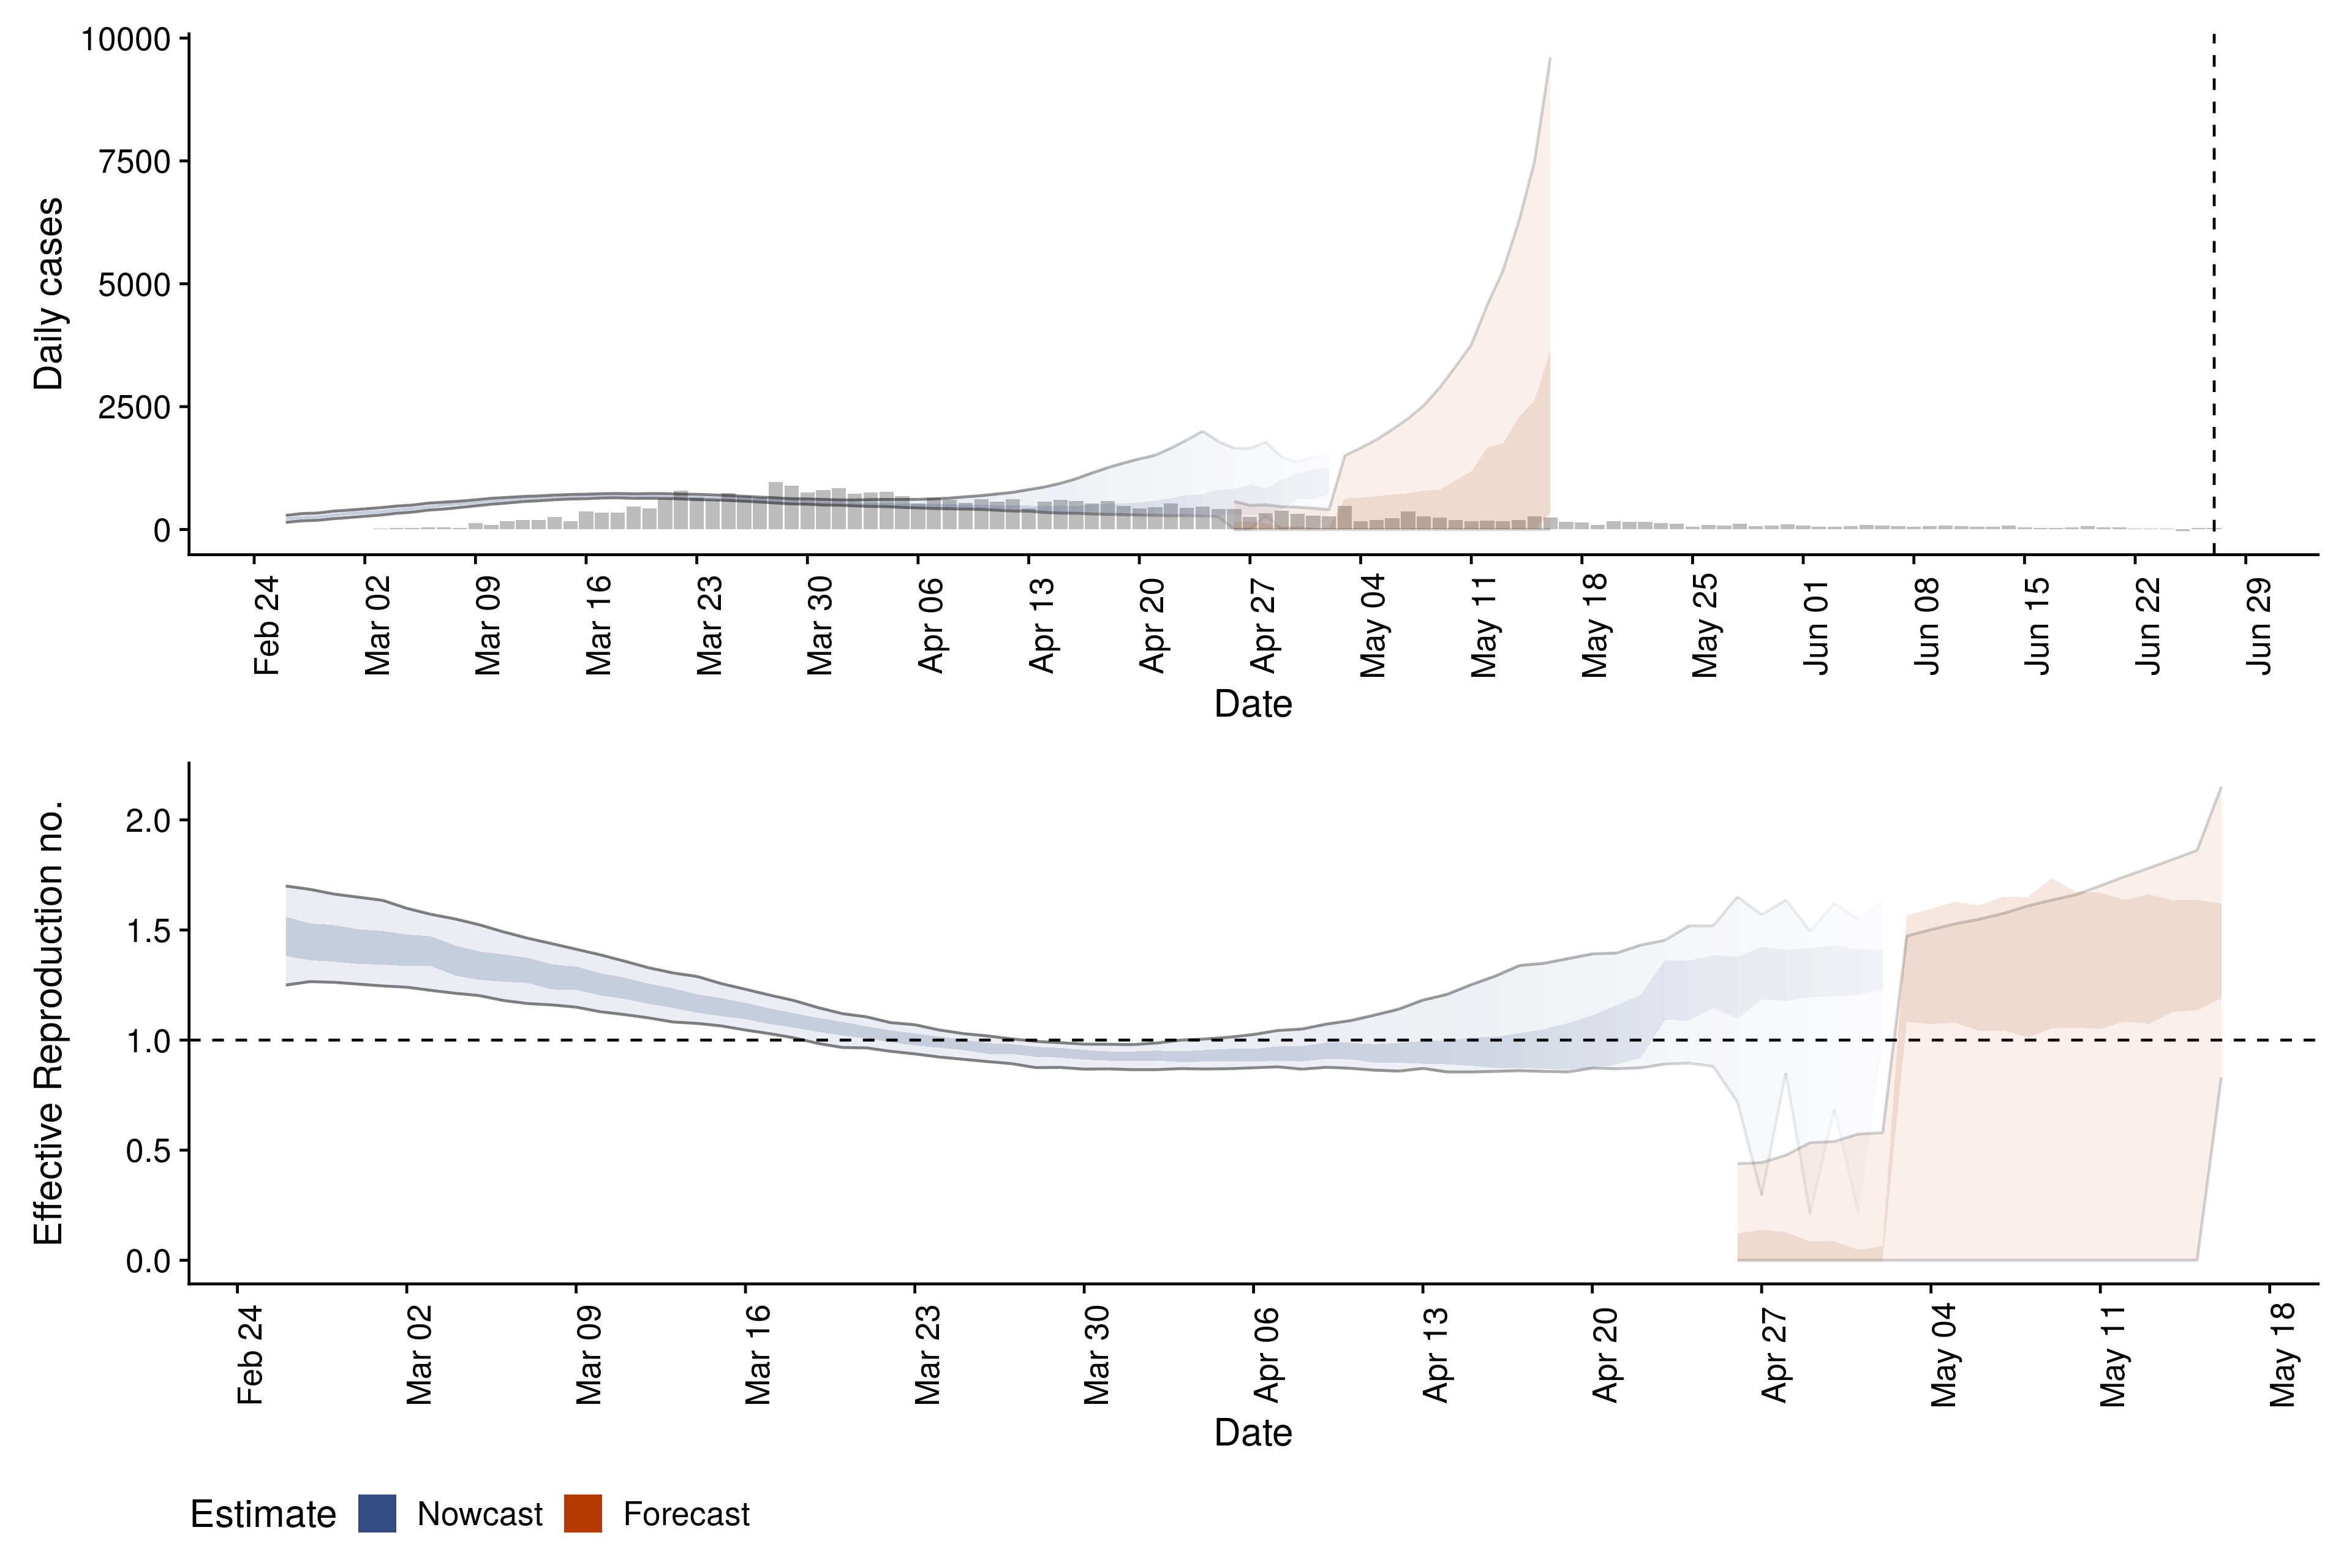 10000
7500
5000
2500
0
Daily cases
Feb 24
Mar 02
Mar 09
Mar 16
Mar 23
Mar 30
Apr 06
Apr 13
Apr 20
Apr 27
May 04
May 11
May 18
May 25
Jun 01
Jun 08
Jun 15
Jun 22
Jun 29
Date
2.0
1.5
1.0
0.5
0.0
Effective Reproduction no.
Feb 24
Mar 02
Mar 09
Mar 16
Mar 23
Mar 30
Apr 06
Apr 13
Apr 20
Apr 27
May 04
May 11
May 18
Date
Estimate Nowcast Forecast